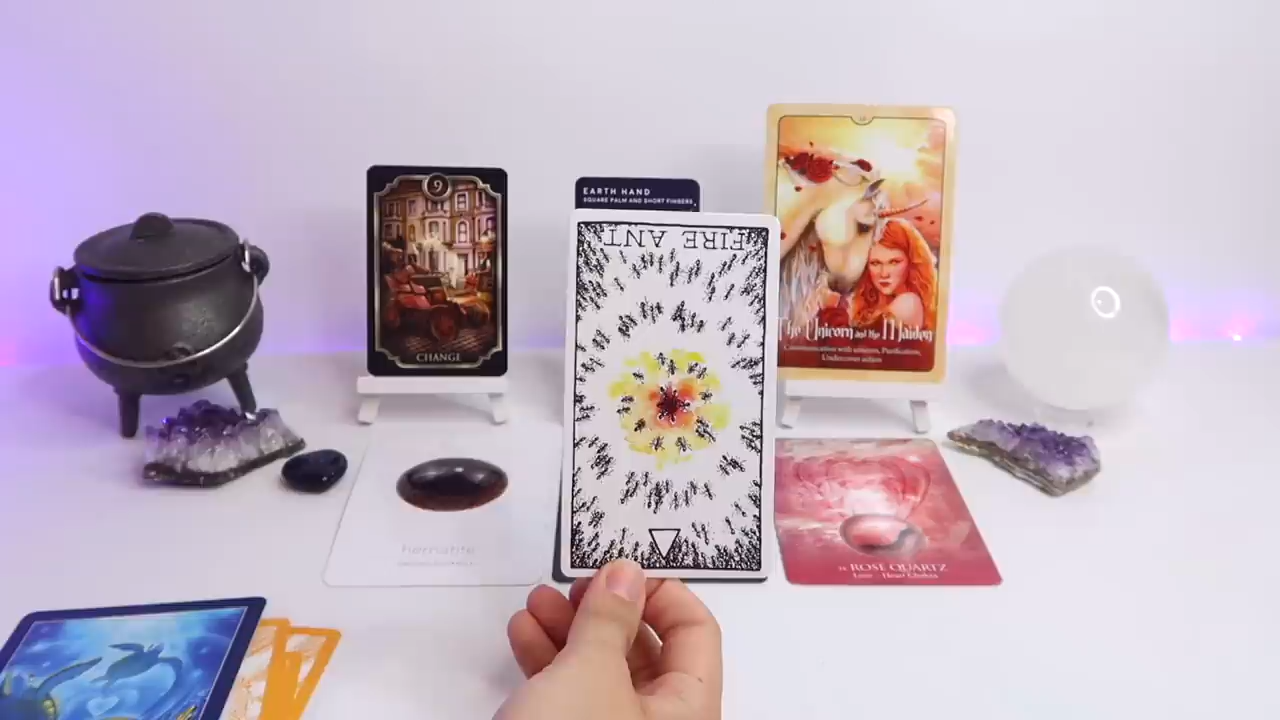 9
CHANGE
EARTH HAND
SQUARE PALM AND SHORT FINGERS
FIRE ANT
The Unicorn and the Maiden
Communication with unicorns, Purification,
Undercover action
hematite
ROSE QUARTZ
Love - Heart Chakra